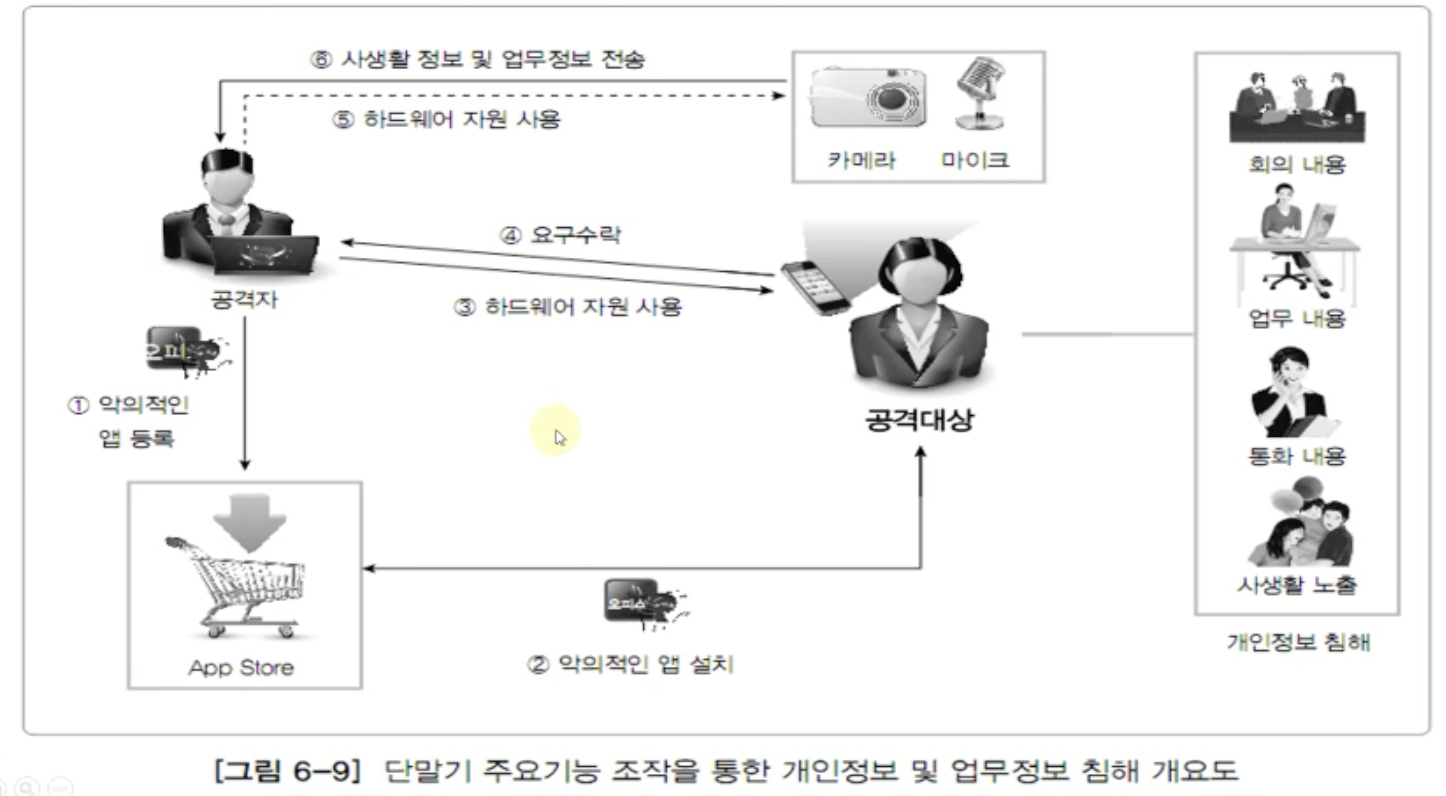 ⑥ 사생활 정보 및 업무정보 전송
⑤ 하드웨어 자원 사용
카메라
마이크
회의 내용
④ 요구수락
공격자
③ 하드웨어 자원 사용
업무 내용
오피
① 악의적인
앱 등록
공격대상
통화 내용
사생활 노출
오피스
App Store
② 악의적인 앱 설치
개인정보 침해
[그림 6-9] 단말기 주요기능 조작을 통한 개인정보 및 업무정보 침해 개요도